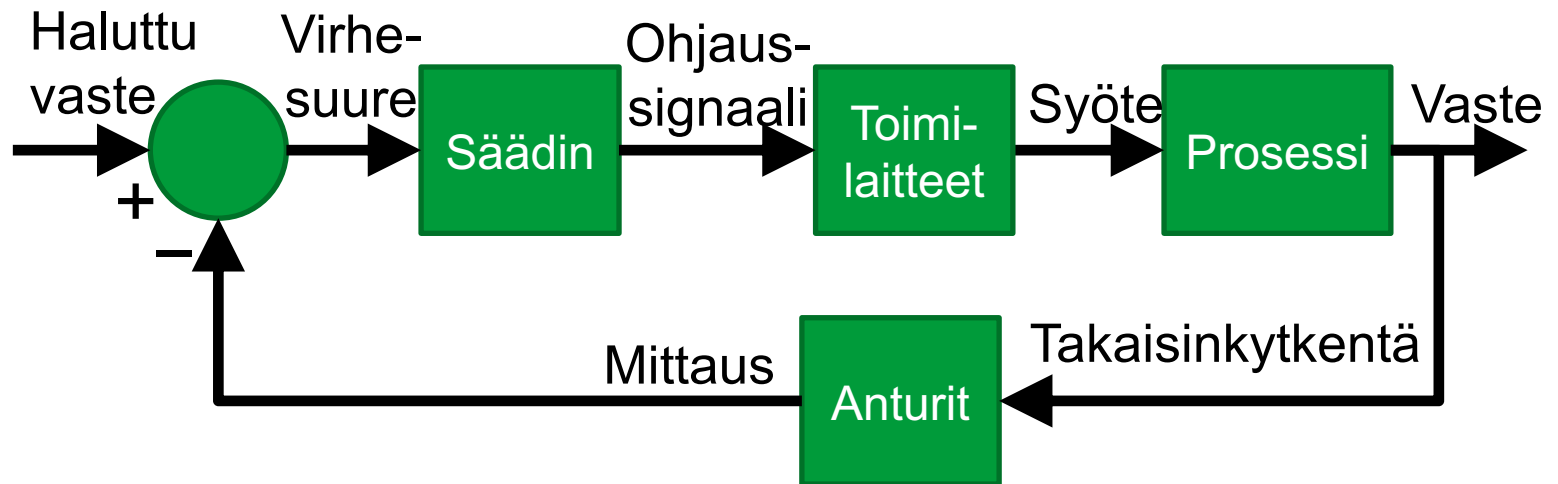 Haluttu
vaste
+
–
Virhe-
suure
Säädin
Ohjaus-
signaali
Toimi-
laitteet
Syöte
Prosessi
Vaste
Takaisinkytkentä
Anturit
Mittaus